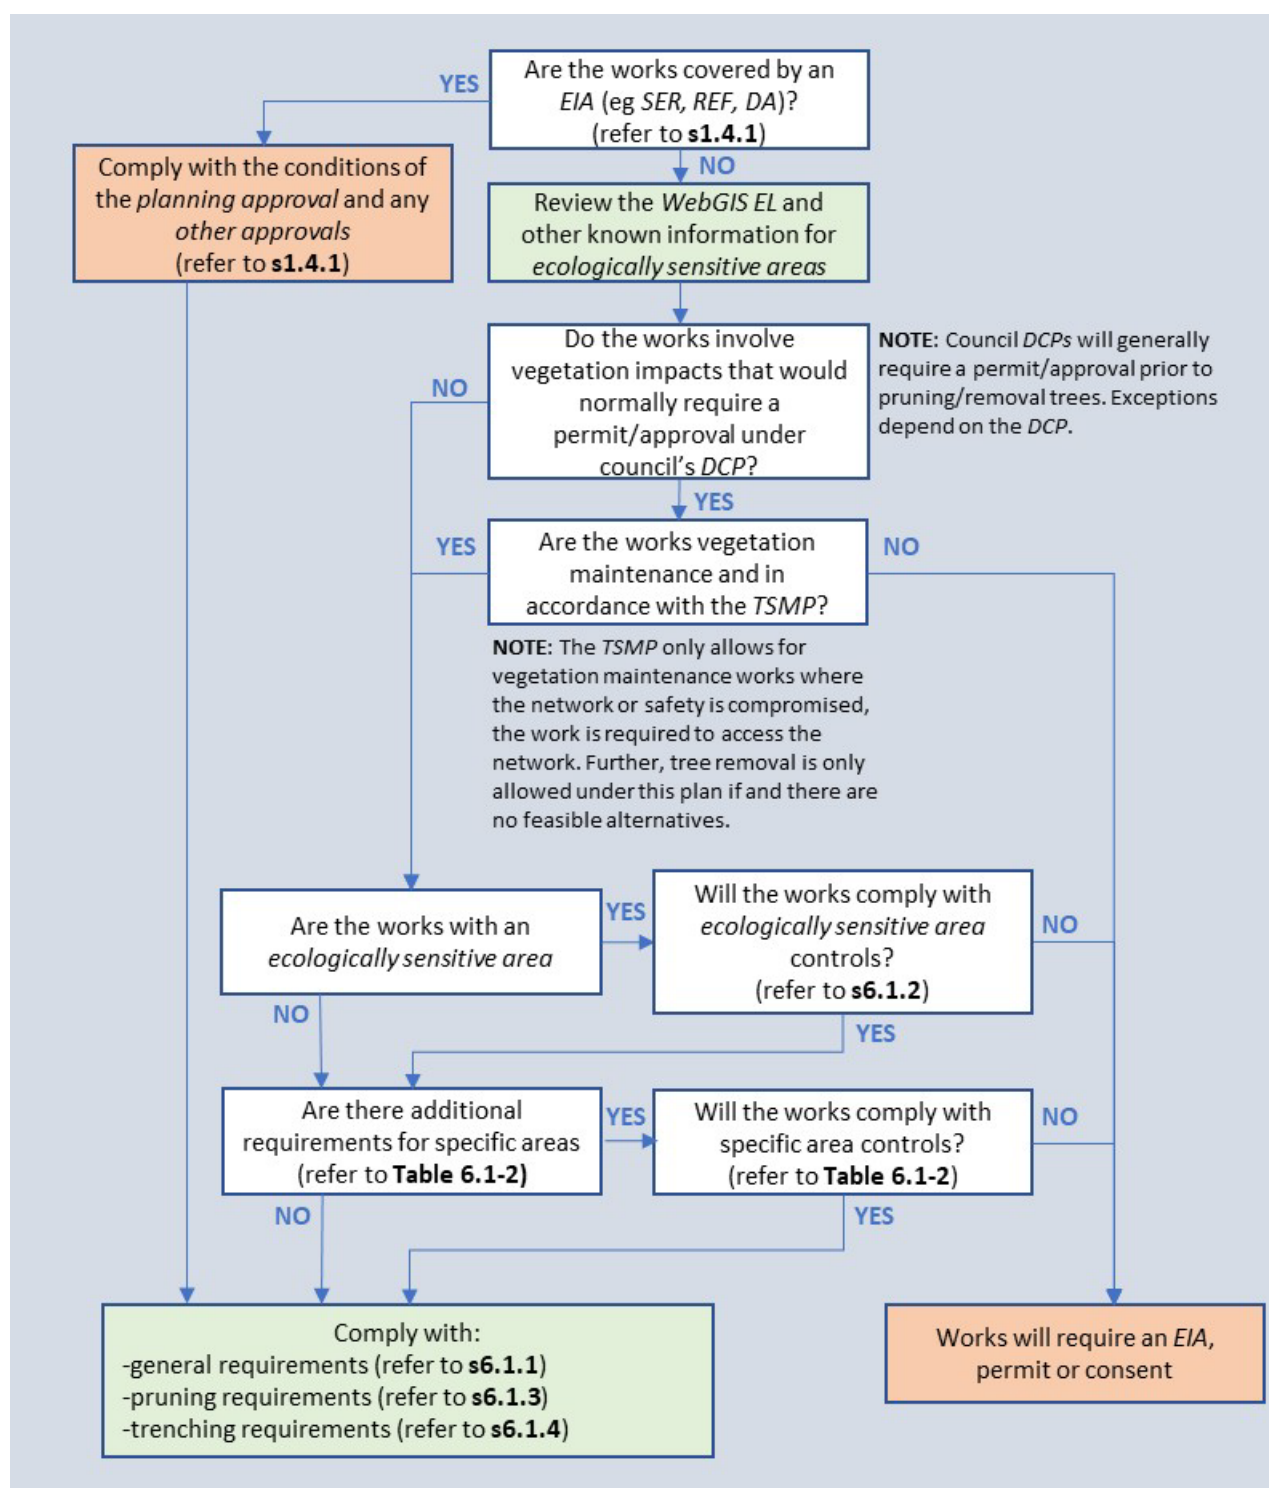 Are the works covered by an
EIA (eg SER, REF, DA)?
(refer to s1.4.1)
YES
NO
Comply with the conditions of
the planning approval and any
other approvals
(refer to s1.4.1)
Review the WebGIS EL and
other known information for
ecologically sensitive areas
Do the works involve
vegetation impacts that would
normally require a
permit/approval under
council's DCP?
NOTE: Council DCPs will generally
require a permit/approval prior to
pruning/removal trees. Exceptions
depend on the DCP.
NO
YES
Are the works vegetation
maintenance and in
accordance with the TSMP?
YES
NO
NOTE: The TSMP only allows for
vegetation maintenance works where
the network or safety is compromised,
the work is required to access the
network. Further, tree removal is only
allowed under this plan if and there are
no feasible alternatives.
Are the works with an
ecologically sensitive area
YES
NO
Will the works comply with
ecologically sensitive area
controls?
(refer to s6.1.2)
NO
YES
Are there additional
requirements for specific areas
(refer to Table 6.1-2)
YES
NO
Will the works comply with
specific area controls?
(refer to Table 6.1-2)
NO
YES
Comply with:
-general requirements (refer to s6.1.1)
-pruning requirements (refer to s6.1.3)
-trenching requirements (refer to s6.1.4)
Works will require an EIA,
permit or consent